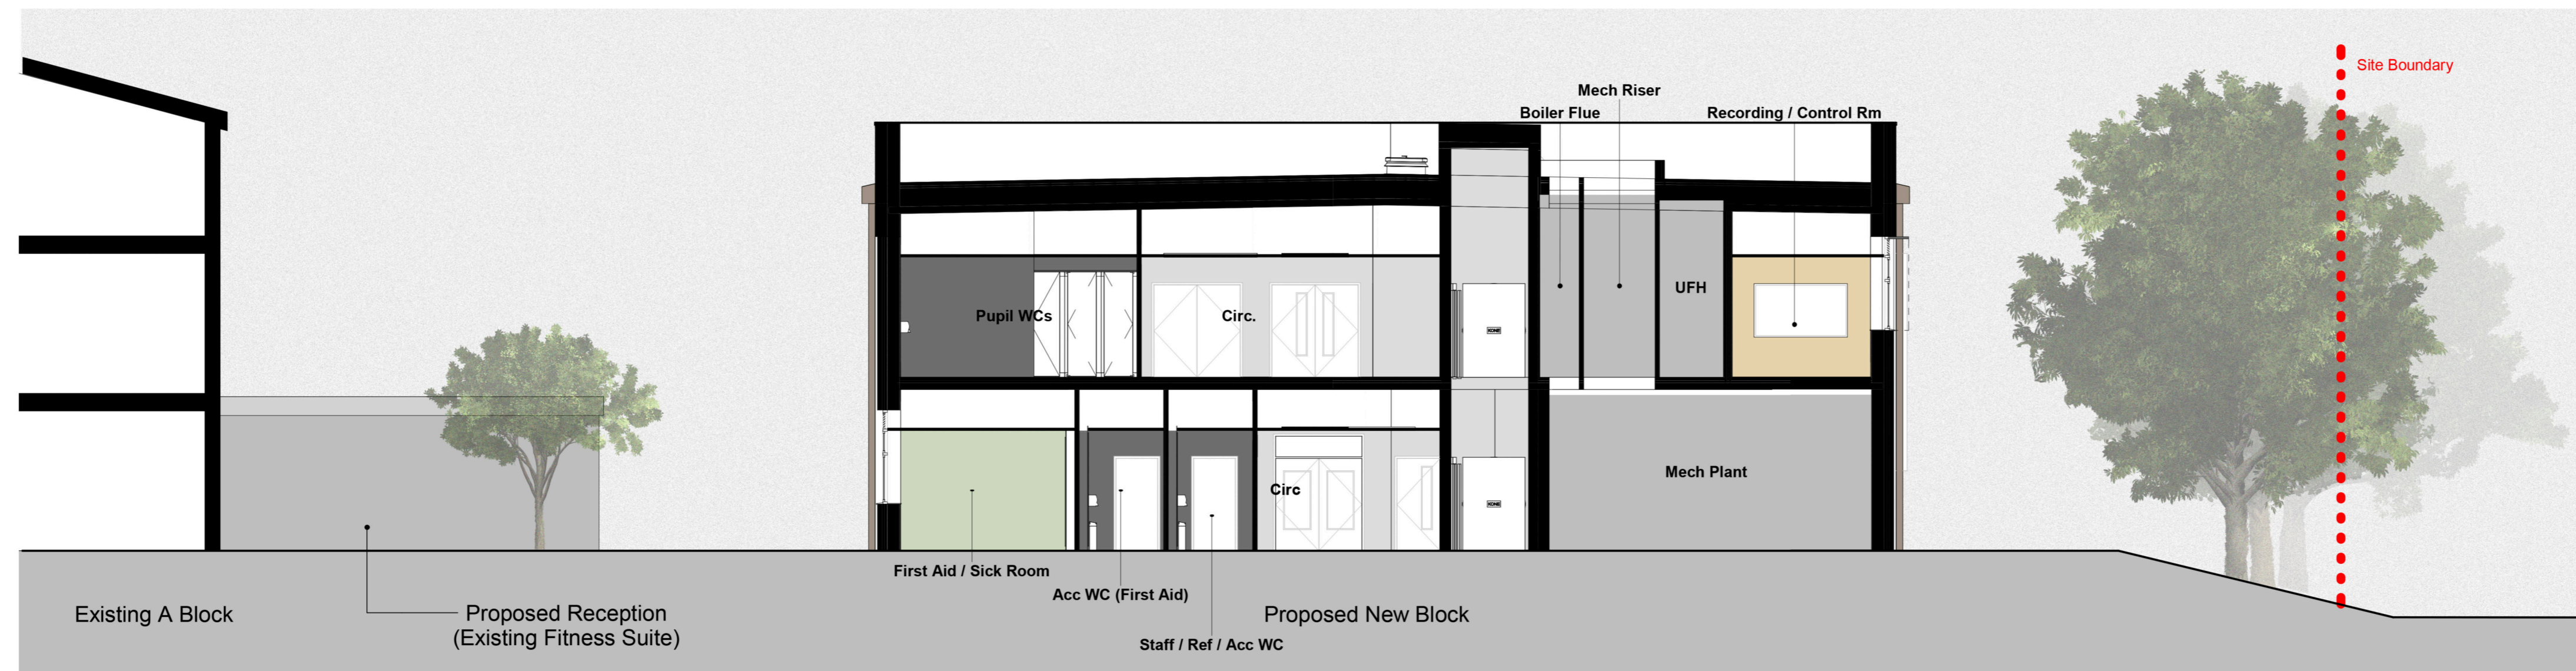 Site Boundary
Mech Riser
Boiler Flue
Recording / Control Rm
UFH
Pupil WCs
Circ.
KONE
Mech Plant
Circ
KONE
First Aid / Sick Room
Acc WC (First Aid)
Existing A Block
Proposed Reception
(Existing Fitness Suite)
Proposed New Block
Staff / Ref / Acc WC